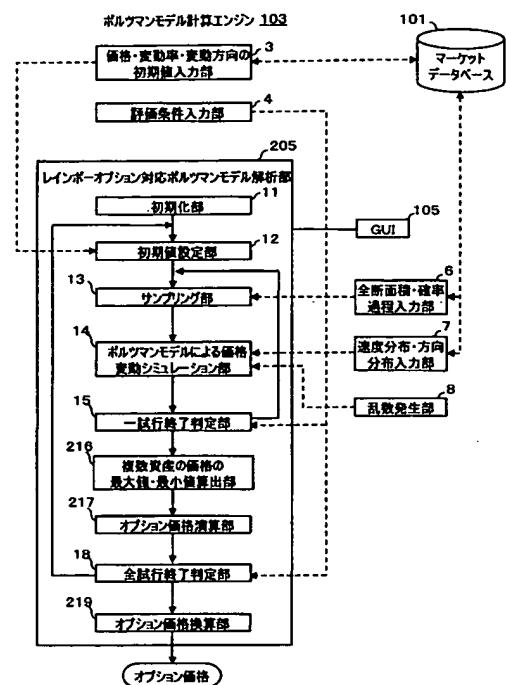 ボルツマンモデル計算エンジン 103
3
価格・変動率・変動方向の
初期値入力部
101
マーケット
データベース
4
評価条件入力部
205
レインボーオプション対応ボルツマンモデル解析部
11
初期化部
12
初期値設定部
105
GUI
13
サンプリング部
6
全断面積・確率
過程入力部
14
ボルツマンモデルによる価格
変動シミュレーション部
7
速度分布・方向
分布入力部
8
乱数発生部
15
一試行終了判定部
216
複数資産の価格の
最大値・最小値算出部
217
オプション価格演算部
18
全試行終了判定部
219
オプション価格換算部
オプション価格